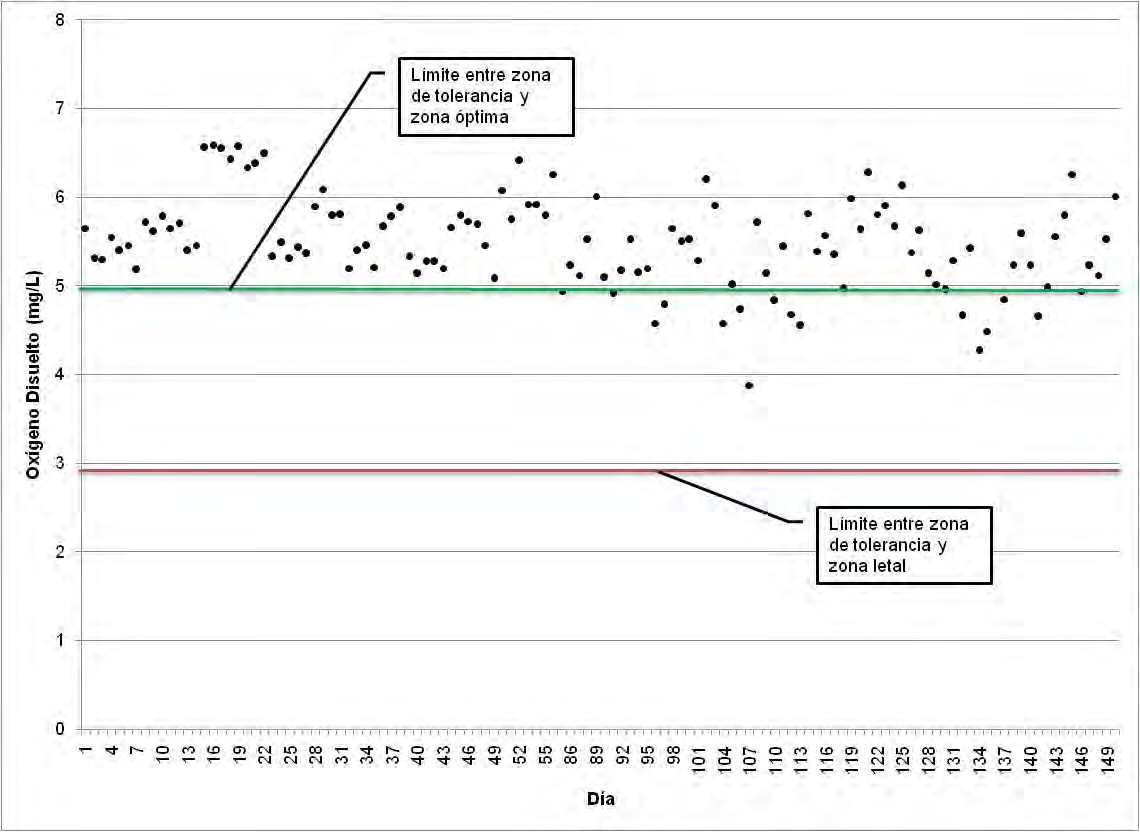 8
7
6
5
4
3
2
1
0
Oxígeno Disuelto (mg/L)
Límite entre zona
de tolerancia y
zona óptima
Límite entre zona
de tolerancia y
zona letal
1 4 7 10 13 16 19 22 25 28 31 34 37 40 43 46 49 52 55 86 89 92 95 98 101 104 107 110 113 116 119 122 125 128 131 134 137 140 143 146 149
Día